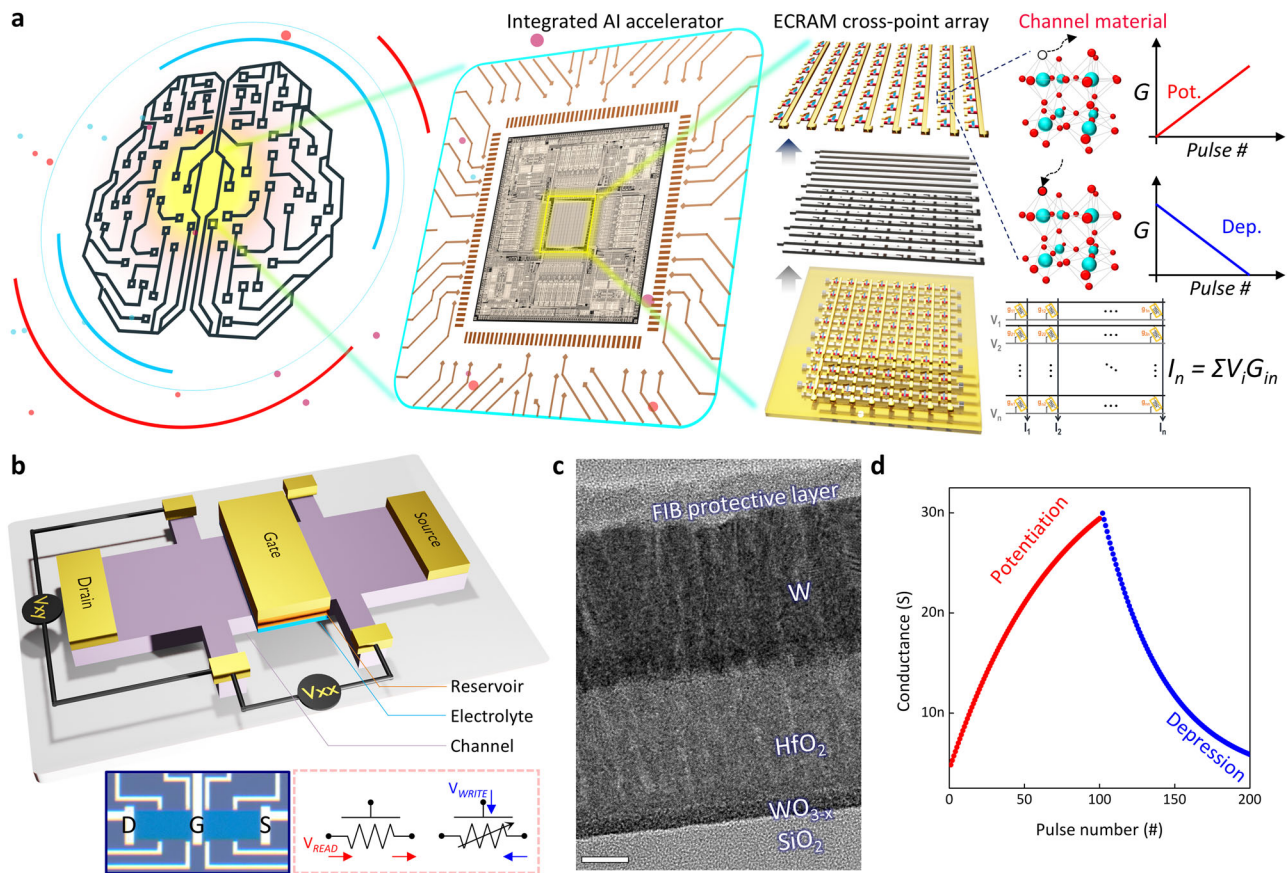 a
Integrated AI accelerator
ECRAM cross-point array
Channel material
G
Pot.
Pulse #
G
Dep.
Pulse #
V1
V2
Vn
I1
I2
In
In = ΣViGin
b
Drain
Gate
Source
Vxy
Vxx
Reservoir
Electrolyte
Channel
D G S
VREAD
VWRITE
c
FIB protective layer
W
HfO2
WO3-x
SiO2
d
Conductance (S)
30n
20n
10n
Potentiation
Depression
0 50 100 150 200
Pulse number (#)